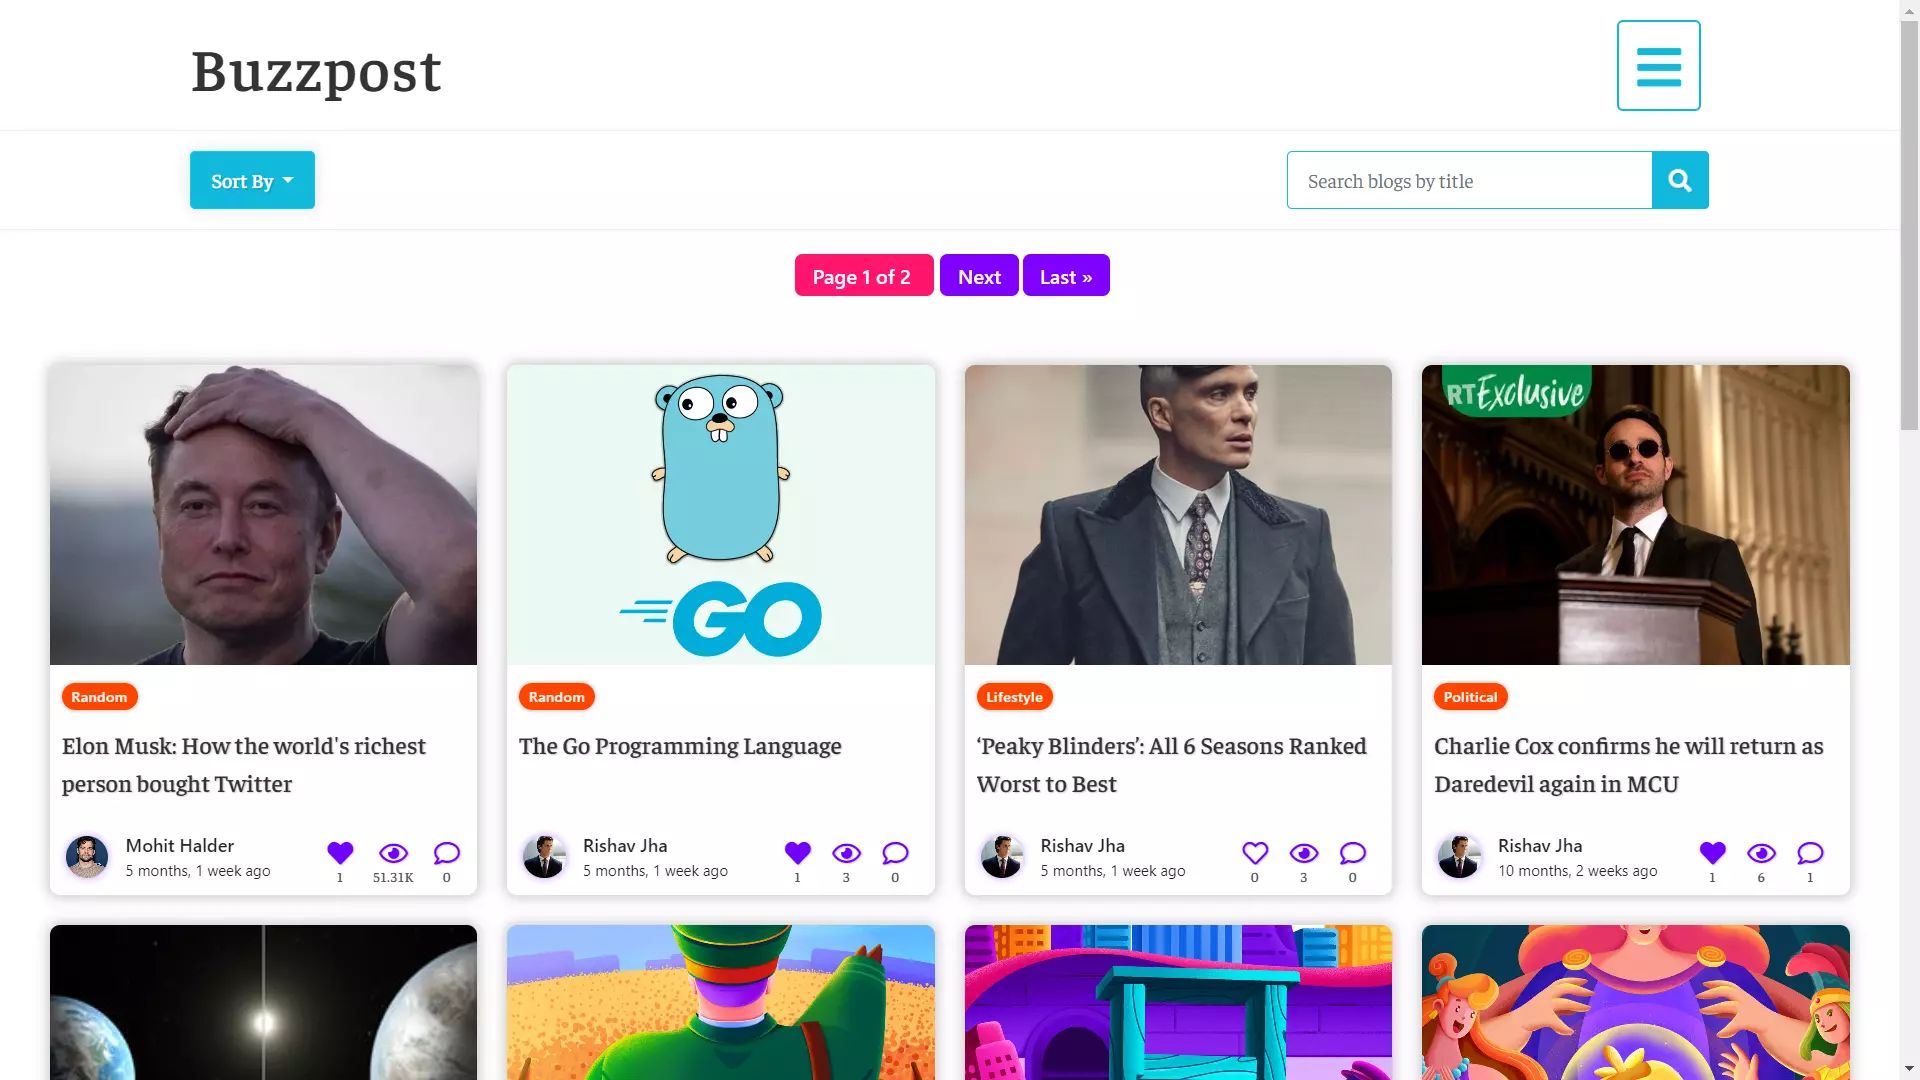 Buzzpost
Sort By
Search blogs by title
Page 1 of 2
Next
Last »
RT Exclusive
GO
Random
Random
Lifestyle
Political
Elon Musk: How the world's richest
person bought Twitter
The Go Programming Language
‘Peaky Blinders’: All 6 Seasons Ranked
Worst to Best
Charlie Cox confirms he will return as
Daredevil again in MCU
Mohit Halder
5 months, 1 week ago
1
51.31K
0
Rishav Jha
5 months, 1 week ago
1
3
0
Rishav Jha
5 months, 1 week ago
0
3
0
Rishav Jha
10 months, 2 weeks ago
1
6
1